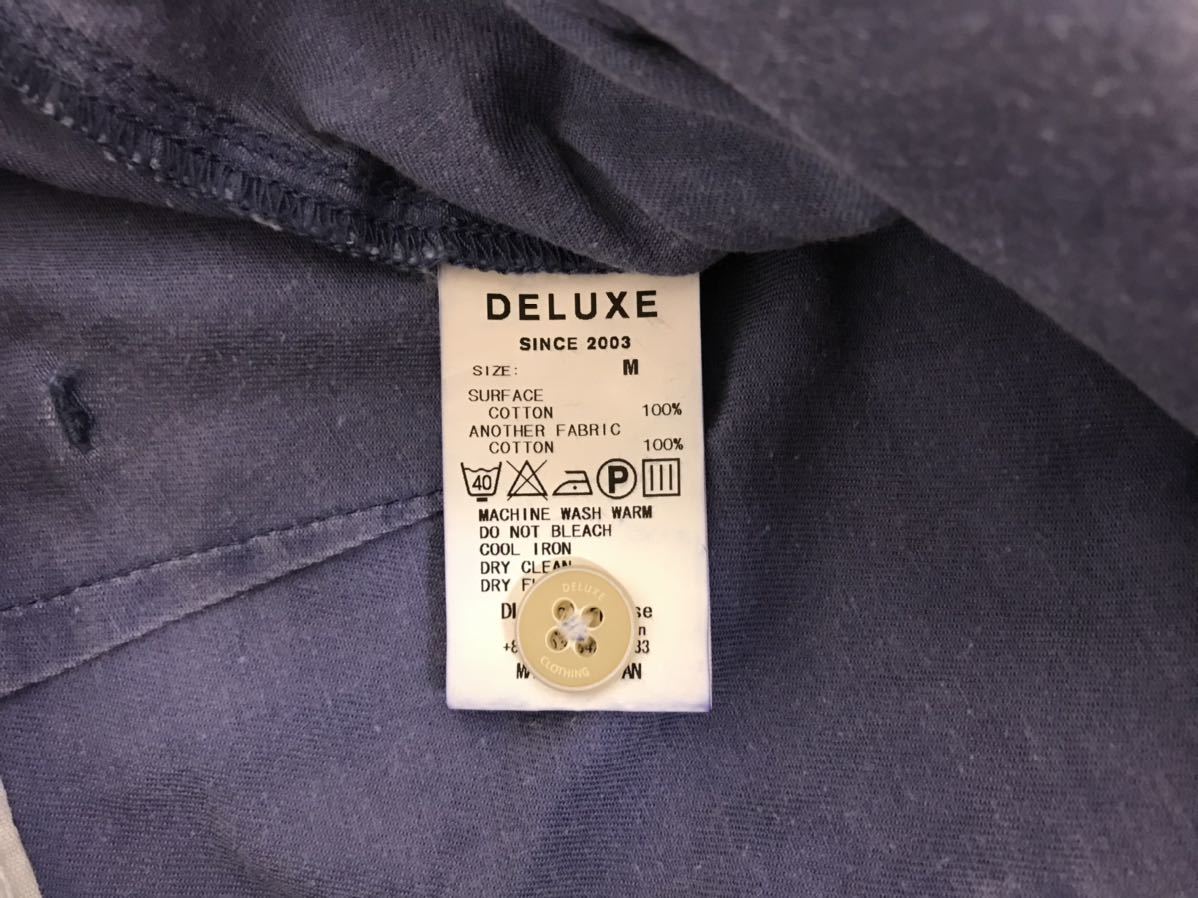 DELUXE
SINCE 2003
SIZE: M
SURFACE
COTTON 100%
ANOTHER FABRIC
COTTON 100%
40 P
MACHINE WASH WARM
DO NOT BLEACH
COOL IRON
DRY CLEAN
DRY
DELUXE
CLOTHING